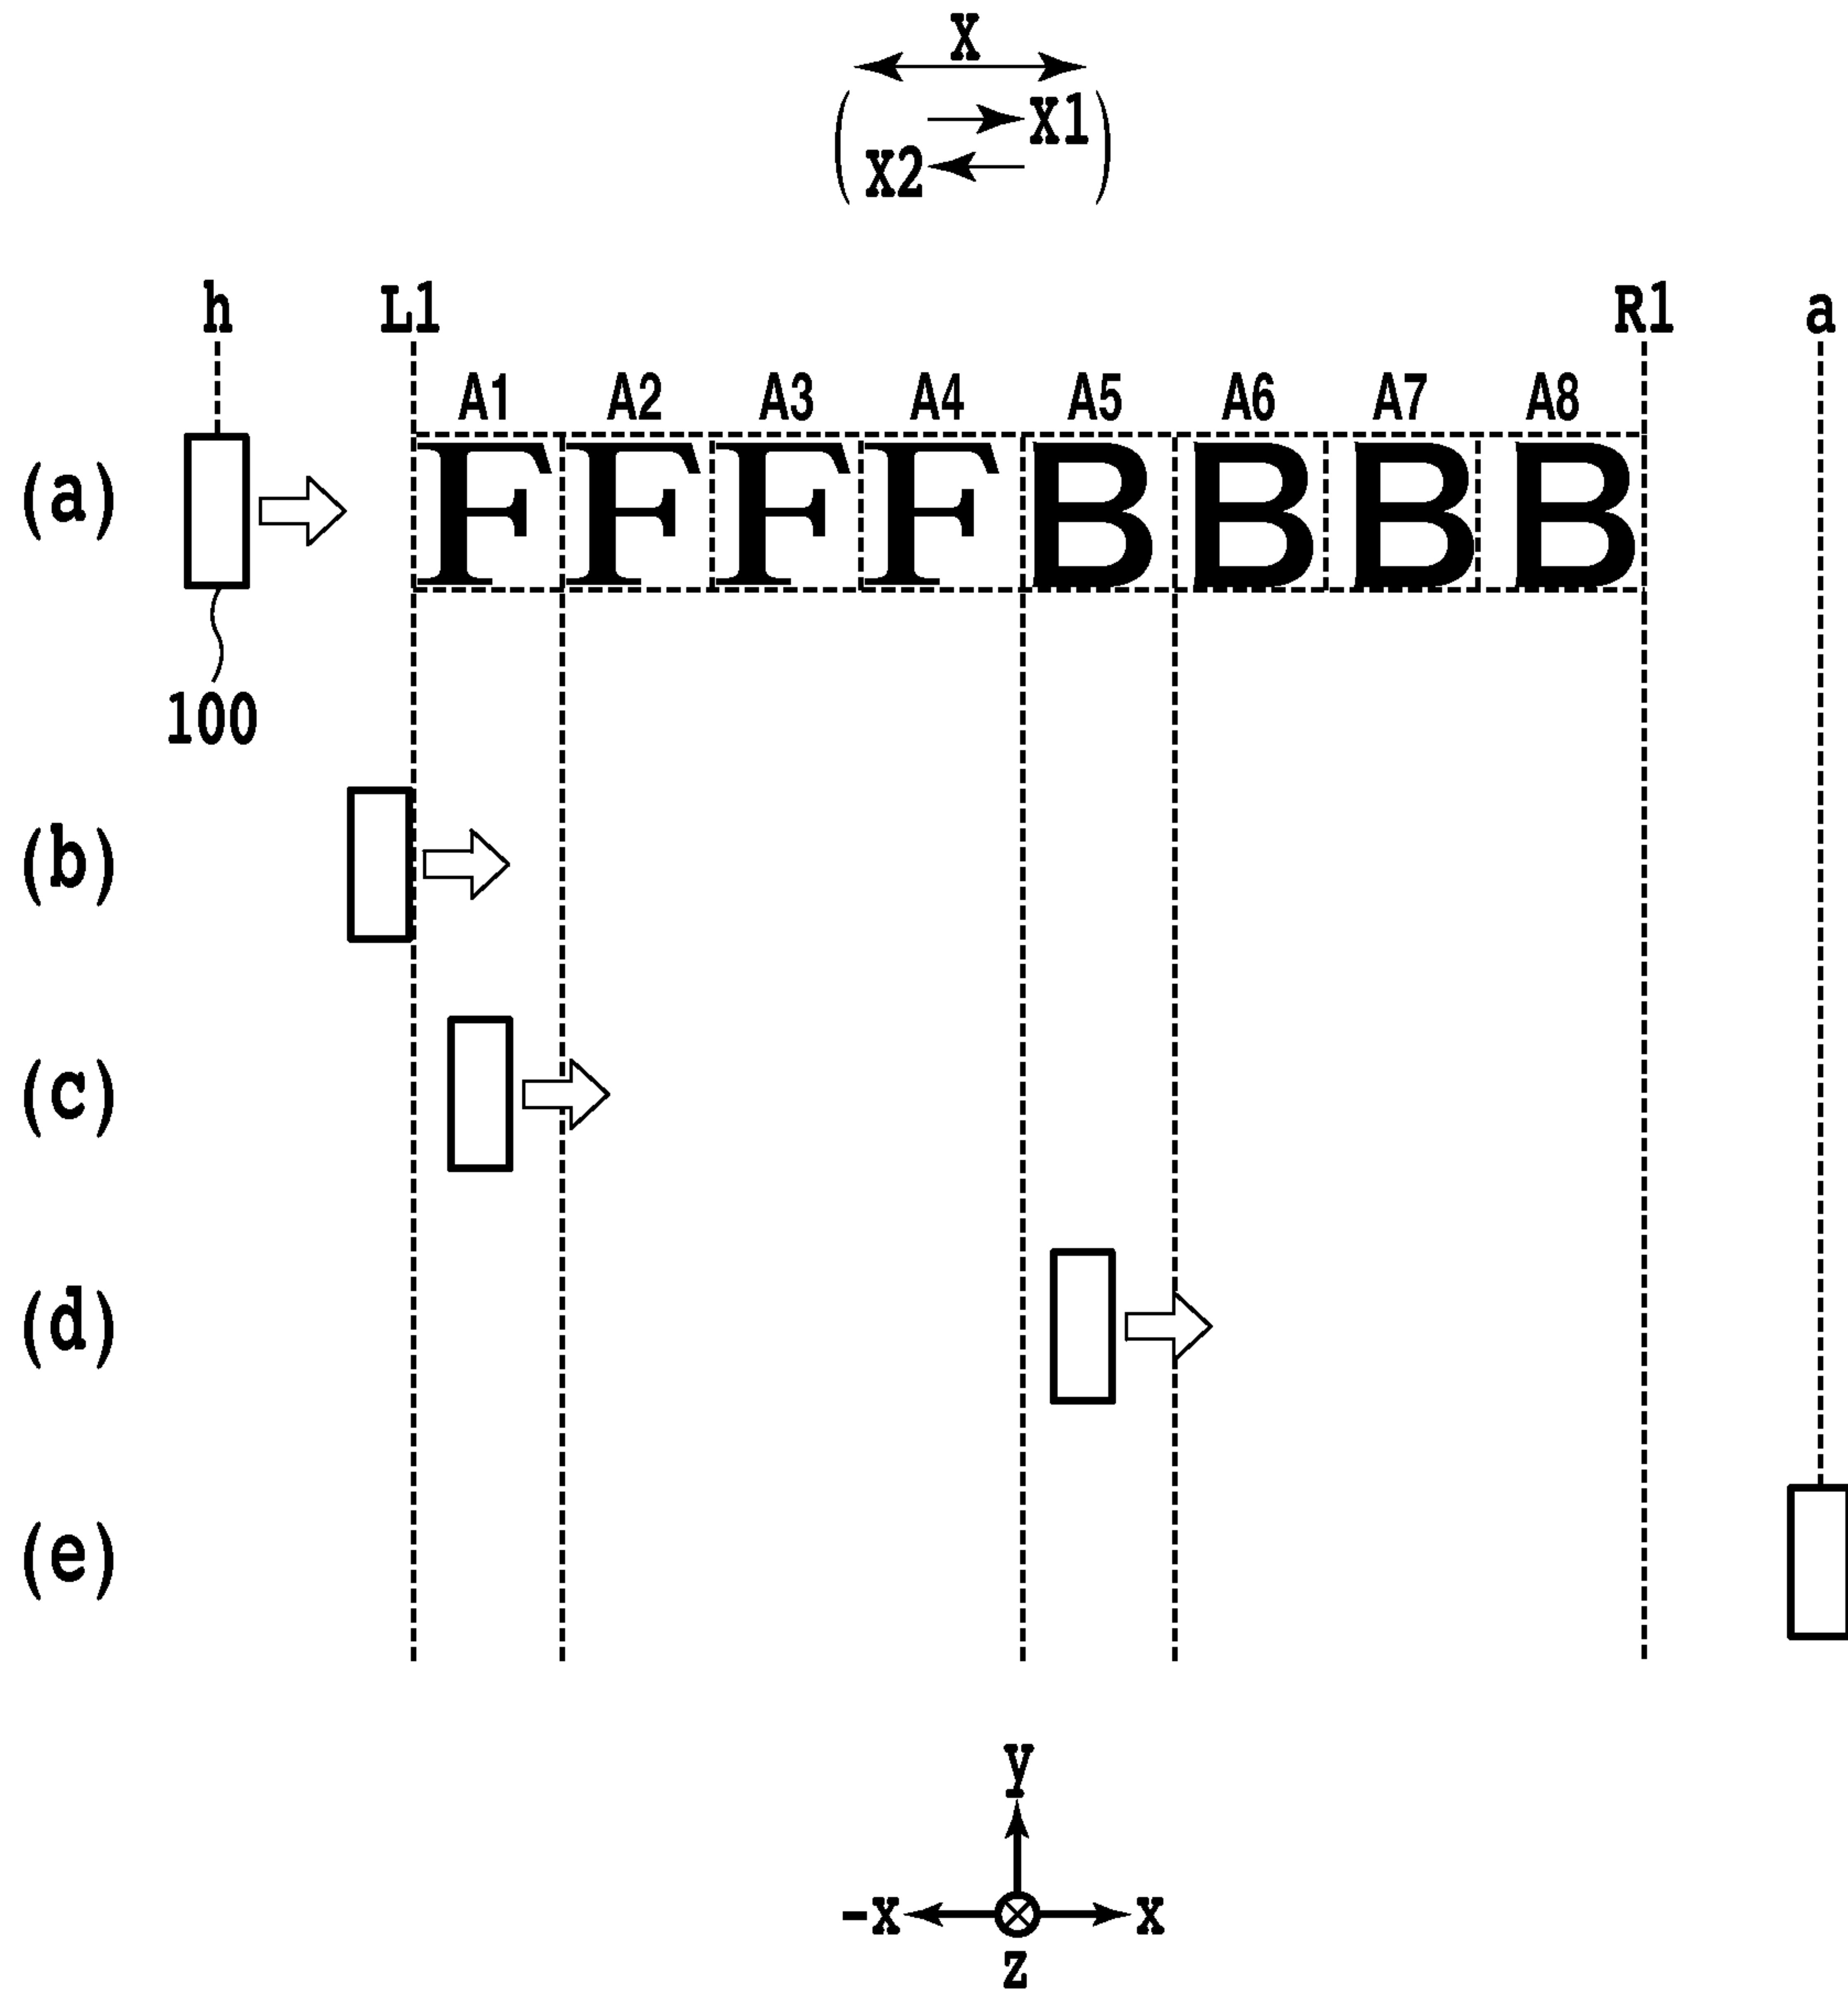 X
X1
X2
h L1 R1 a
A1 A2 A3 A4 A5 A6 A7 A8
(a) F F F F B B B B
100
(b)
(c)
(d)
(e)
y
-x x
z